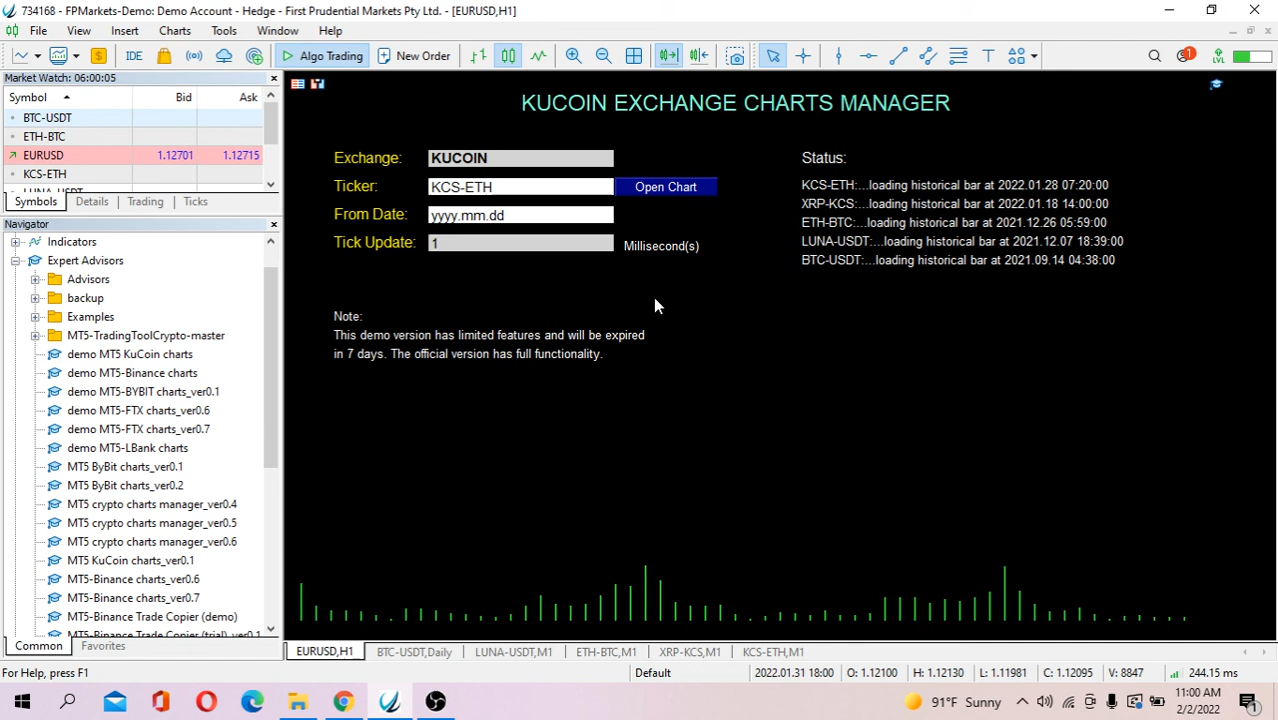 734168 - FPMarkets-Demo: Demo Account - Hedge - First Prudential Markets Pty Ltd. - [EURUSD,H1]
File View Insert Charts Tools Window Help
IDE Algo Trading New Order LVL 1
Market Watch: 06:00:05
Symbol Bid Ask
BTC-USDT
ETH-BTC
EURUSD 1.12701 1.12715
KCS-ETH
LUNA-USDT
Symbols Details Trading Ticks
Navigator
Indicators
Expert Advisors
Advisors
backup
Examples
MT5-TradingToolCrypto-master
demo MT5 KuCoin charts
demo MT5-Binance charts
demo MT5-BYBIT charts_ver0.1
demo MT5-FTX charts_ver0.6
demo MT5-FTX charts_ver0.7
demo MT5-LBank charts
MT5 ByBit charts_ver0.1
MT5 ByBit charts_ver0.2
MT5 crypto charts manager_ver0.4
MT5 crypto charts manager_ver0.5
MT5 crypto charts manager_ver0.6
MT5 KuCoin charts_ver0.1
MT5-Binance charts_ver0.6
MT5-Binance charts_ver0.7
MT5-Binance Trade Copier (demo)
MT5-Binance Trade Copier (trial)_ver0.1
Common Favorites
KUCOIN EXCHANGE CHARTS MANAGER
Exchange: KUCOIN
Ticker: KCS-ETH Open Chart
From Date: yyyy.mm.dd
Tick Update: 1 Millisecond(s)
Note:
This demo version has limited features and will be expired
in 7 days. The official version has full functionality.
Status:
KCS-ETH:...loading historical bar at 2022.01.28 07:20:00
XRP-KCS:...loading historical bar at 2022.01.18 14:00:00
ETH-BTC:...loading historical bar at 2021.12.26 05:59:00
LUNA-USDT:...loading historical bar at 2021.12.07 18:39:00
BTC-USDT:...loading historical bar at 2021.09.14 04:38:00
EURUSD,H1 BTC-USDT,Daily LUNA-USDT,M1 ETH-BTC,M1 XRP-KCS,M1 KCS-ETH,M1
For Help, press F1 Default 2022.01.31 18:00 O: 1.12100 H: 1.12130 L: 1.11981 C: 1.12095 V: 8847 244.15 ms
91°F Sunny 11:00 AM
2/2/2022 1